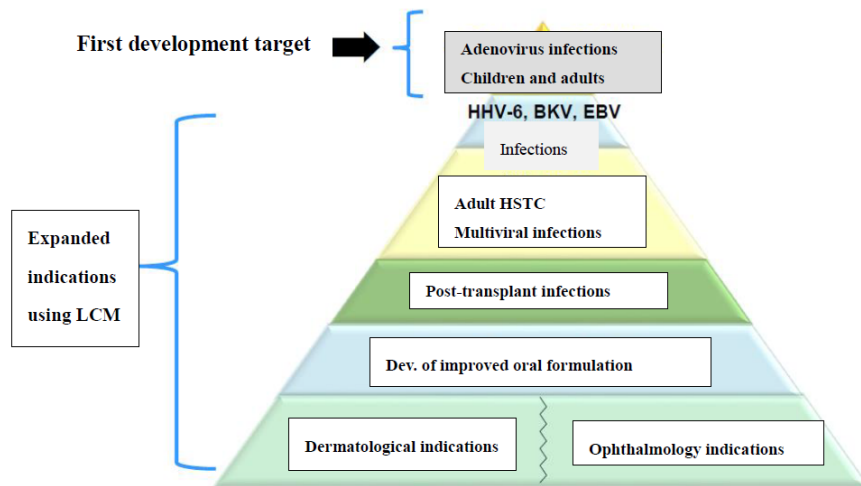 First development target
Adenovirus infections
Children and adults
HHV-6, BKV, EBV
Infections
Adult HSTC
Multiviral infections
Expanded
indications
using LCM
Post-transplant infections
Dev. of improved oral formulation
Dermatological indications
Ophthalmology indications